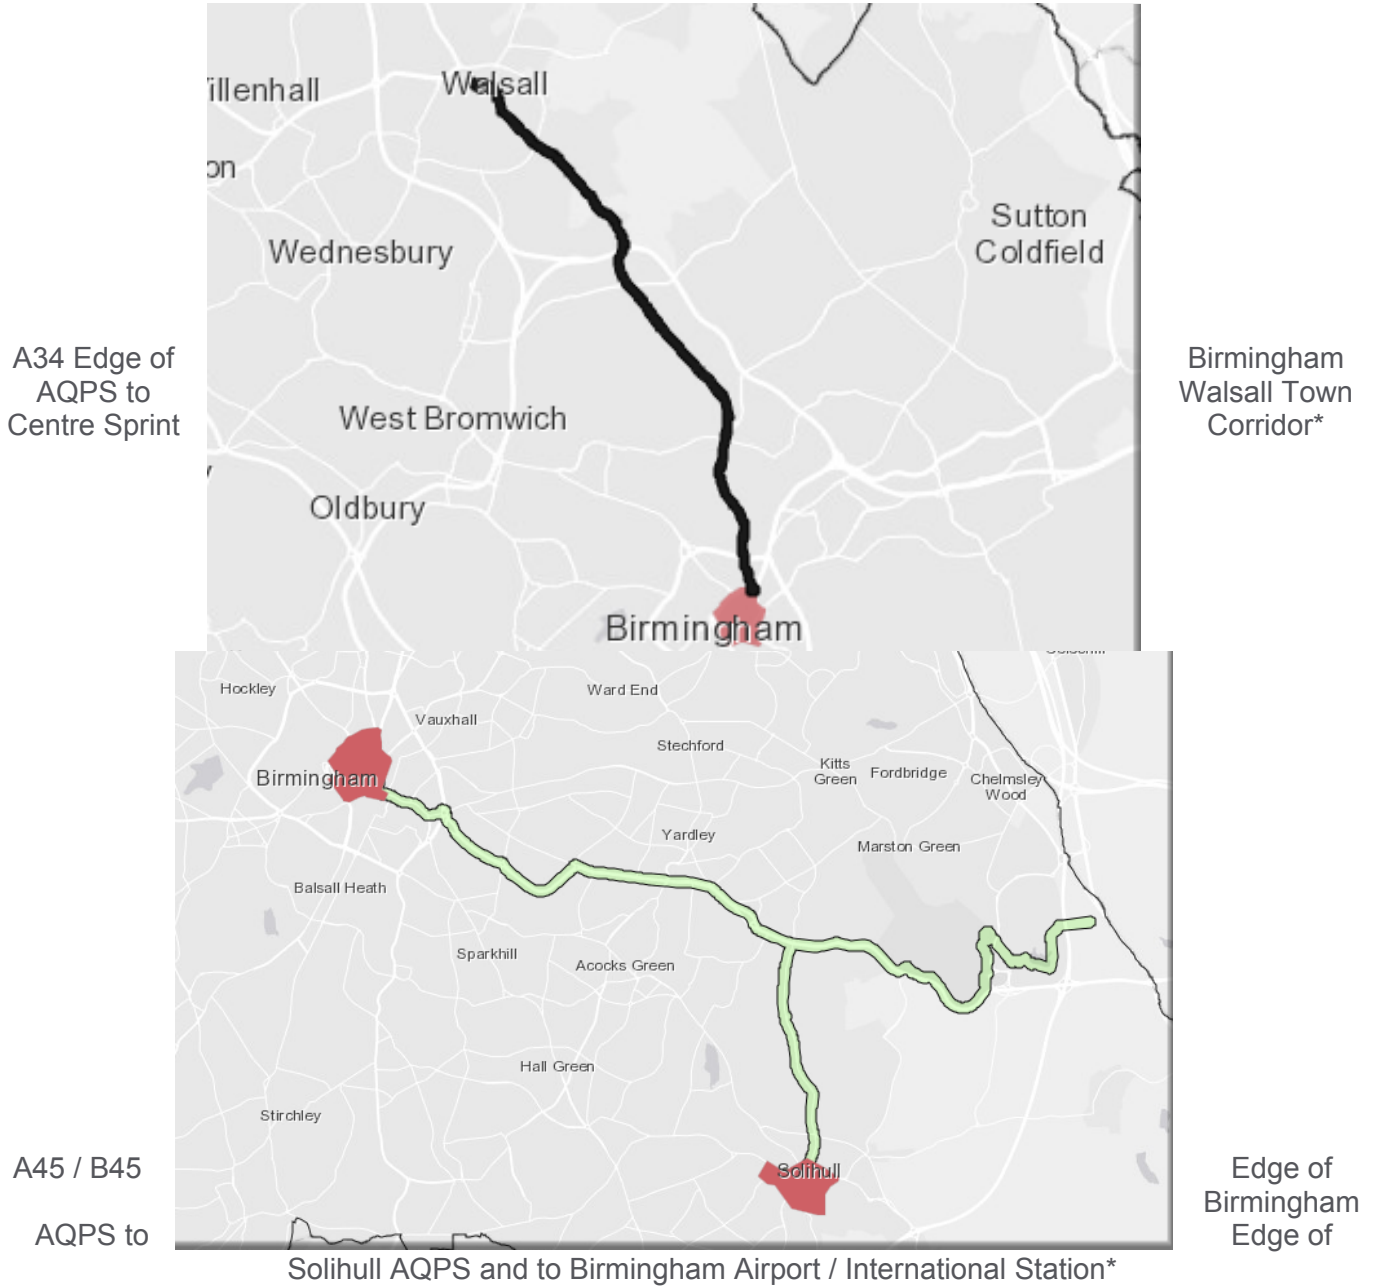 Walsall
Wednesbury
Sutton
Coldfield
A34 Edge of
AQPS to
Centre Sprint
Birmingham
Walsall Town
Corridor*
West Bromwich
Oldbury
Birmingham
Hockley
Ward End
Vauxhall
Stechford
Birmingham
Kitts
Green
Fordbridge
Chelmsley
Wood
Yardley
Marston Green
Balsall Heath
Sparkhill
Acocks Green
Hall Green
Stirchley
Solihull
A45 / B45
AQPS to
Edge of
Birmingham
Edge of
Solihull AQPS and to Birmingham Airport / International Station*